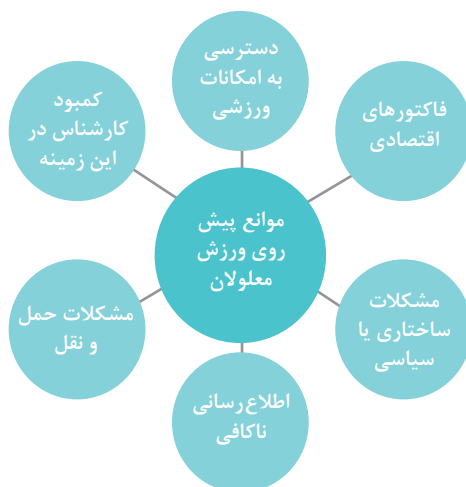 دسترسی
به امکانات
ورزشی
فاکتورهای
اقتصادی
کمبود
کارشناس در
این زمینه
موانع پیش
روی ورزش
معلولان
مشکلات
ساختاری یا
سیاسی
مشکلات حمل
و نقل
اطلاع‌رسانی
ناکافی